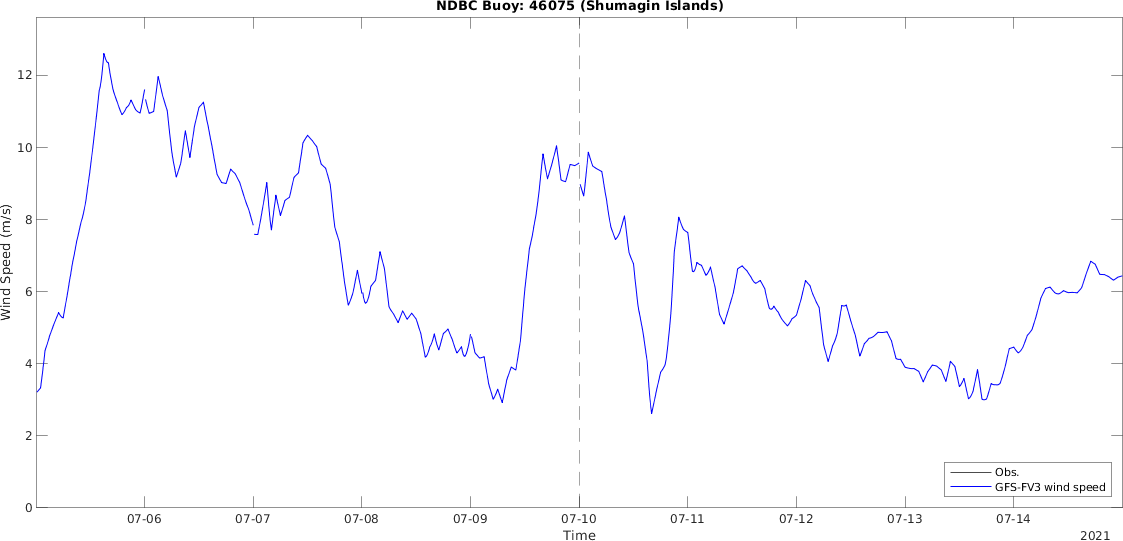 NDBC Buoy: 46075 (Shumagin Islands)
Wind Speed (m/s)
12
10
8
6
4
2
0
07-06 07-07 07-08 07-09 07-10 07-11 07-12 07-13 07-14
Time
2021
Obs.
GFS-FV3 wind speed